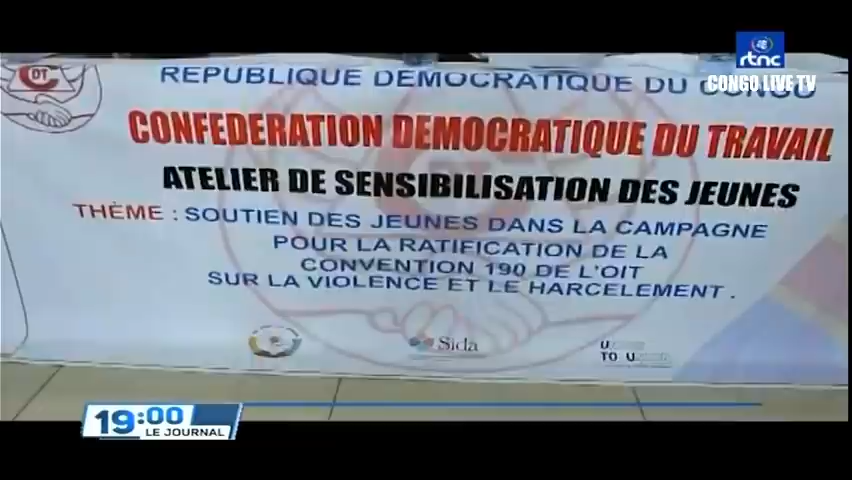 rtnc
CONGO LIVE TV
CDT
REPUBLIQUE DEMOCRATIQUE DU CONGO
CONFEDERATION DEMOCRATIQUE DU TRAVAIL
ATELIER DE SENSIBILISATION DES JEUNES
THÈME : SOUTIEN DES JEUNES DANS LA CAMPAGNE
POUR LA RATIFICATION DE LA
CONVENTION 190 DE L'OIT
SUR LA VIOLENCE ET LE HARCELEMENT .
Sida
TO
19:00
LE JOURNAL